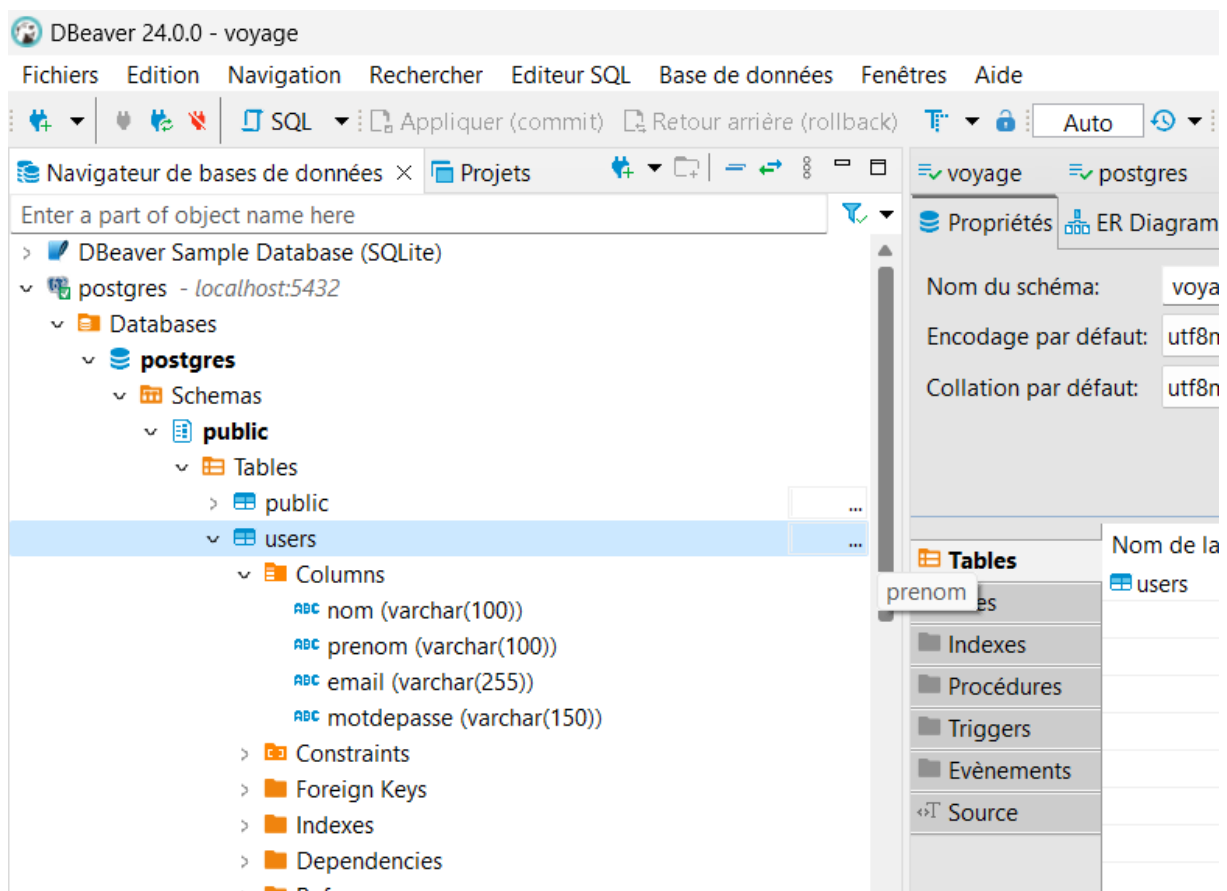 DBeaver 24.0.0 - voyage
Fichiers Edition Navigation Rechercher Editeur SQL Base de données Fenêtres Aide
SQL Appliquer (commit) Retour arrière (rollback) Auto
Navigateur de bases de données Projets
voyage postgres
Enter a part of object name here
Propriétés ER Diagram
DBeaver Sample Database (SQLite)
postgres - localhost:5432
Databases
postgres
Schemas
public
Tables
public ...
users ...
Columns
nom (varchar(100))
prenom (varchar(100))
email (varchar(255))
motdepasse (varchar(150))
Constraints
Foreign Keys
Indexes
Dependencies
Nom du schéma: voya
Encodage par défaut: utf8m
Collation par défaut: utf8m
Tables
prenom
es
Indexes
Procédures
Triggers
Evènements
Source
Nom de la
users